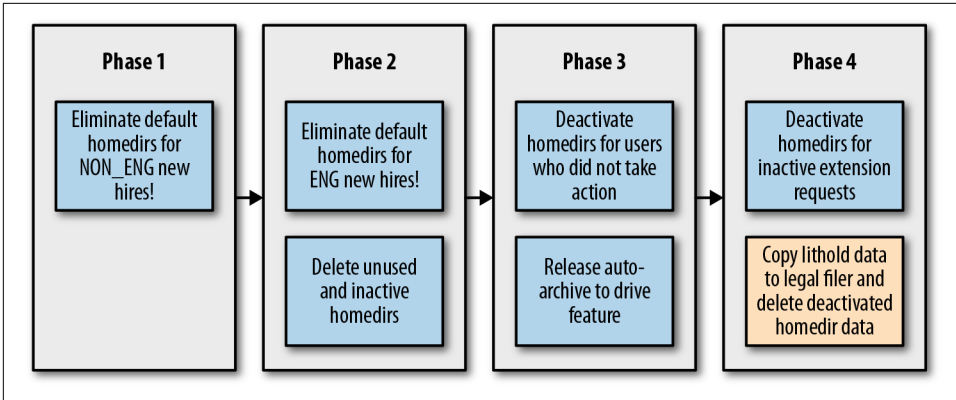 Phase 1
Eliminate default
homedirs for
NON_ENG new
hires!
Phase 2
Eliminate default
homedirs for
ENG new hires!
Delete unused
and inactive
homedirs
Phase 3
Deactivate
homedirs for users
who did not take
action
Release auto-
archive to drive
feature
Phase 4
Deactivate
homedirs for
inactive extension
requests
Copy lithold data
to legal filer and
delete deactivated
homedir data